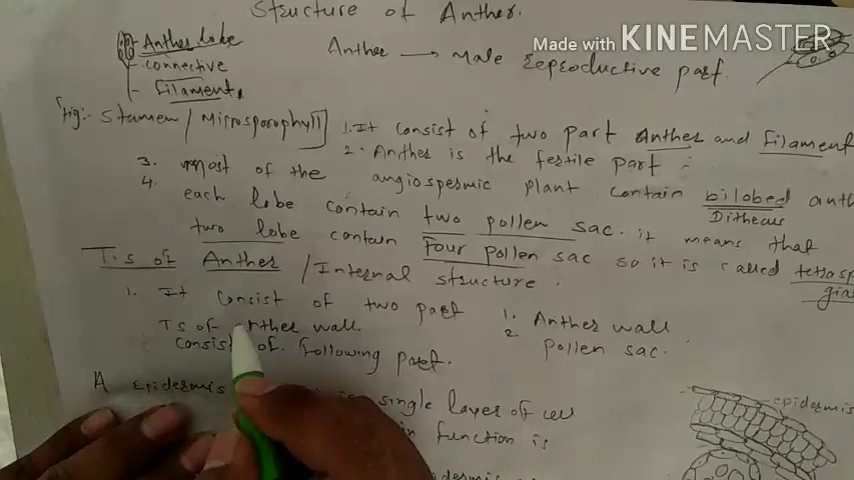 Structure of Anther.
Made with KINEMASTER
Anther lobe
connective
Filament
Anther → male reproductive part.
Fig:- Stamen / Microsporophyll
1. It consist of two part Anther and Filament
2. Anther is the fertile part
3. most of the angiospermic plant contain bilobed anth
Dithecus
4. each lobe contain two pollen sac. it means that
two lobe contain Four pollen sac so it is called tetrasp
gia
T.s of Anther / Internal structure.
1. It consist of two part
1. Anther wall
2. pollen sac.
TS of anther wall.
consist of following part.
A Epidermis
single layer of cell
function is
epidermis